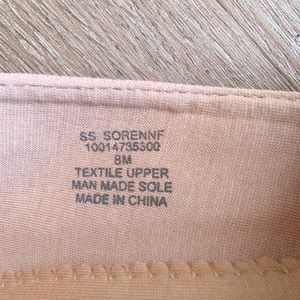 SS SORENNF
10014735300
8M
TEXTILE UPPER
MAN MADE SOLE
MADE IN CHINA